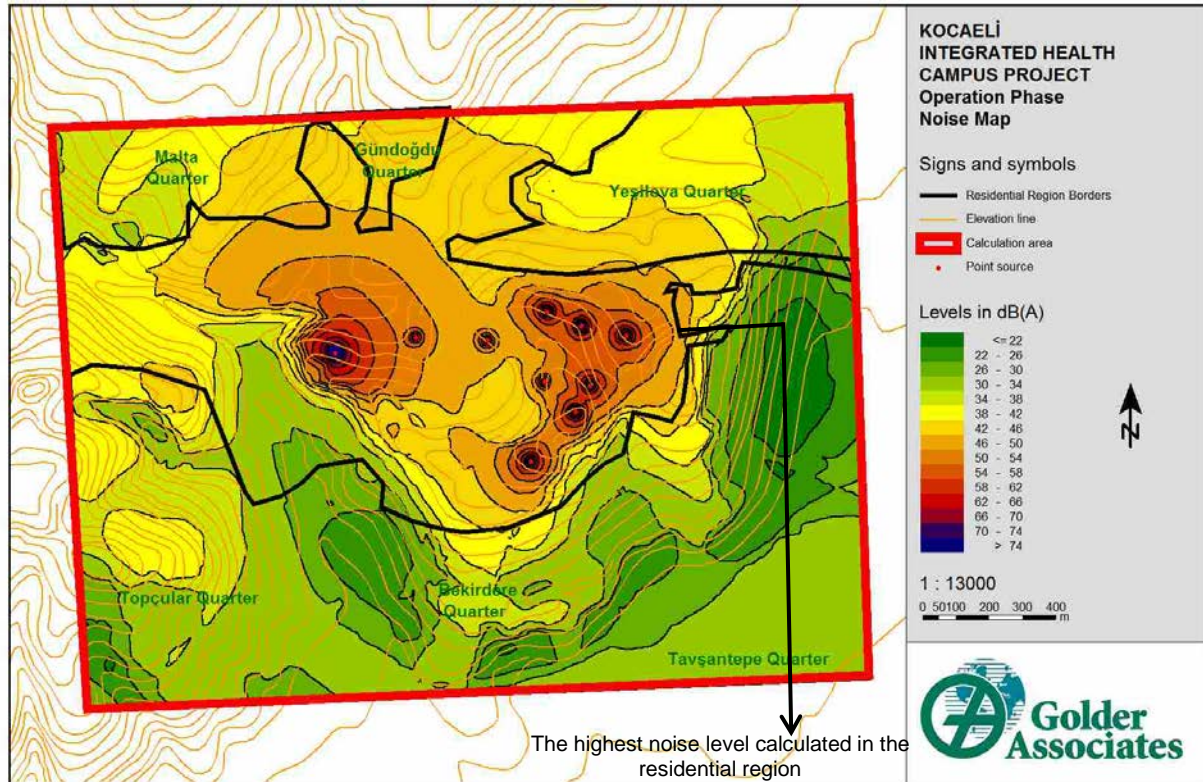 Malta
Quarter
Gündoğdu
Quarter
Yeşilova Quarter
Topçular Quarter
Bekirdere
Quarter
Tavşantepe Quarter
The highest noise level calculated in the
residential region
KOCAELİ
INTEGRATED HEALTH
CAMPUS PROJECT
Operation Phase
Noise Map
Signs and symbols
Residential Region Borders
Elevation line
Calculation area
Point source
Levels in dB(A)
<= 22
22 - 26
26 - 30
30 - 34
34 - 38
38 - 42
42 - 46
46 - 50
50 - 54
54 - 58
58 - 62
62 - 66
66 - 70
70 - 74
> 74
N
1 : 13000
0 50100 200 300 400
m
Golder
Associates